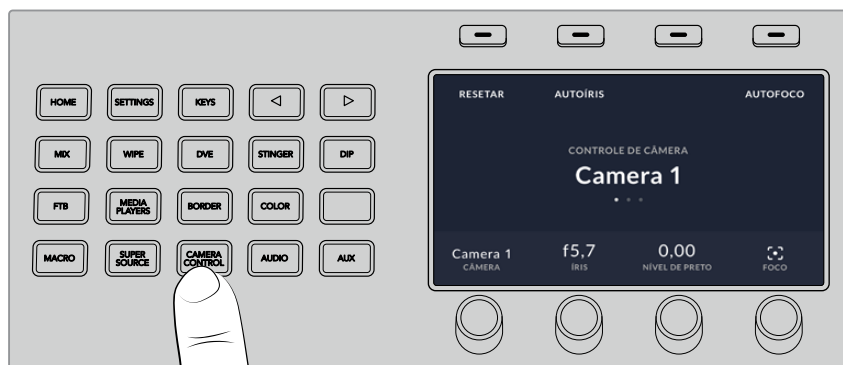 HOME
SETTINGS
KEYS
MIX
WIPE
DVE
STINGER
DIP
FTB
MEDIA
PLAYERS
BORDER
COLOR
MACRO
SUPER
SOURCE
CAMERA
CONTROL
AUDIO
AUX
RESETAR
AUTOÍRIS
AUTOFOCO
CONTROLE DE CÂMERA
Camera 1
Camera 1
CÂMERA
f5,7
ÍRIS
0,00
NÍVEL DE PRETO
FOCO